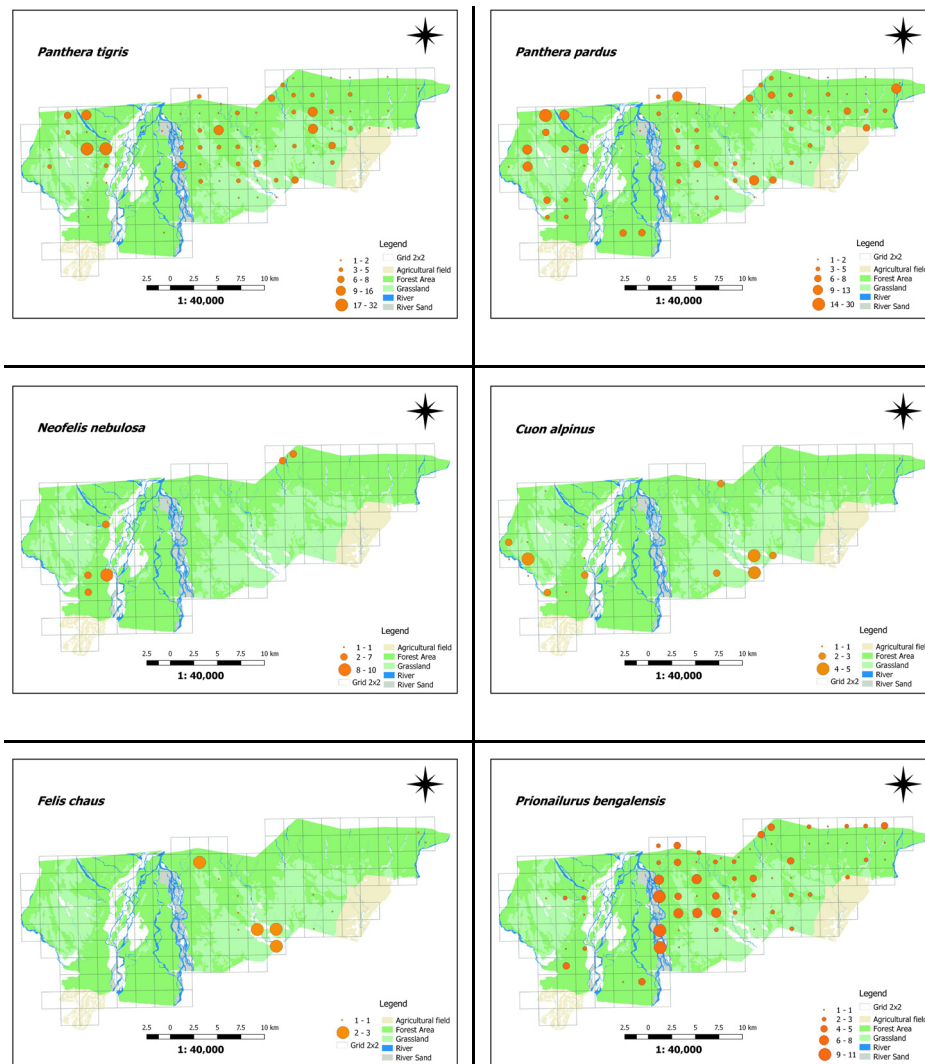 Panthera tigris
Legend
Grid 2x2
1 - 2
3 - 5
6 - 8
9 - 16
17 - 32
Agricultural field
Forest Area
Grassland
River
River Sand
2.5 0 2.5 5 7.5 10 km
1: 40,000
Panthera pardus
Legend
Grid 2x2
1 - 2
3 - 5
6 - 8
9 - 13
14 - 30
Agricultural field
Forest Area
Grassland
River
River Sand
2.5 0 2.5 5 7.5 10 km
1: 40,000
Neofelis nebulosa
Legend
1 - 1
2 - 7
8 - 10
Grid 2x2
Agricultural field
Forest Area
Grassland
River
River Sand
2.5 0 2.5 5 7.5 10 km
1: 40,000
Cuon alpinus
Legend
1 - 1
2 - 3
4 - 5
Grid 2x2
Agricultural field
Forest Area
Grassland
River
River Sand
2.5 0 2.5 5 7.5 10 km
1: 40,000
Felis chaus
Legend
1 - 1
2 - 3
Grid 2x2
Agricultural field
Forest Area
Grassland
River
River Sand
2.5 0 2.5 5 7.5 10 km
1: 40,000
Prionailurus bengalensis
Legend
Grid 2x2
1 - 1
2 - 3
4 - 5
6 - 8
9 - 11
Agricultural field
Forest Area
Grassland
River
River Sand
2.5 0 2.5 5 7.5 10 km
1: 40,000